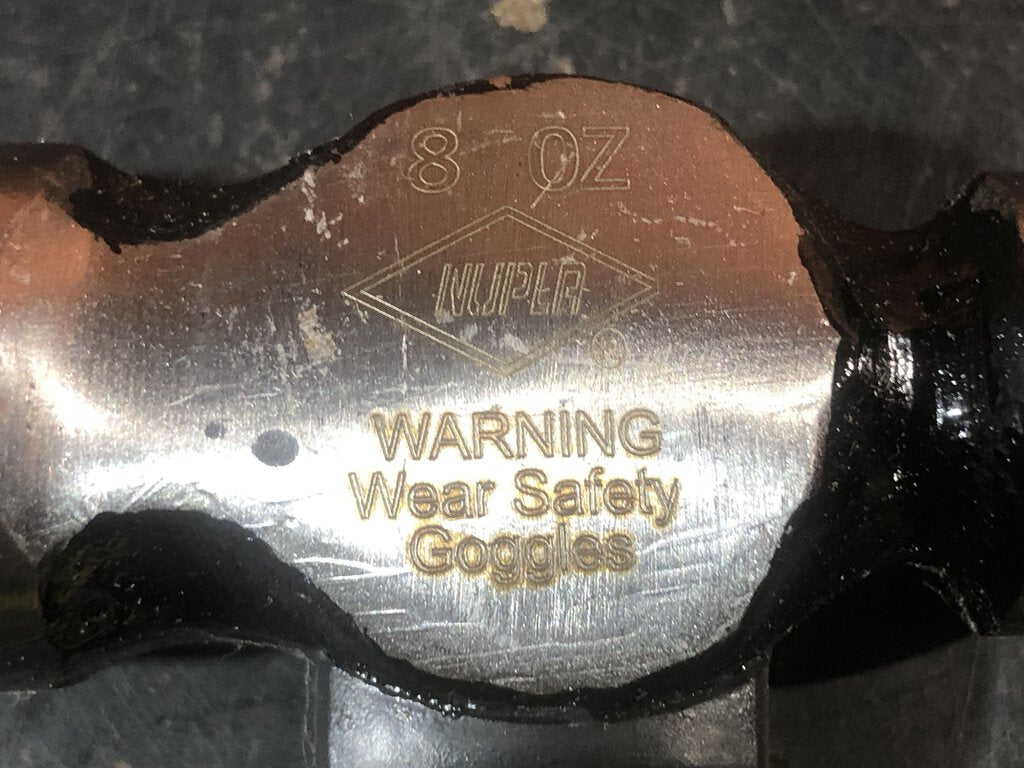 8 OZ
NUPLA
®
WARNING
Wear Safety
Goggles